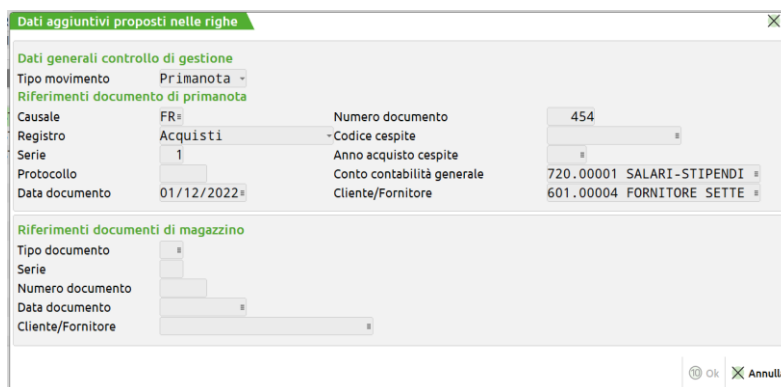 Dati aggiuntivi proposti nelle righe
Dati generali controllo di gestione
Tipo movimento Primanota
Riferimenti documento di primanota
Causale FR Numero documento 454
Registro Acquisti Codice cespite
Serie 1 Anno acquisto cespite
Protocollo Conto contabilità generale 720.00001 SALARI-STIPENDI
Data documento 01/12/2022 Cliente/Fornitore 601.00004 FORNITORE SETTE
Riferimenti documenti di magazzino
Tipo documento
Serie
Numero documento
Data documento
Cliente/Fornitore
10 Ok Annull